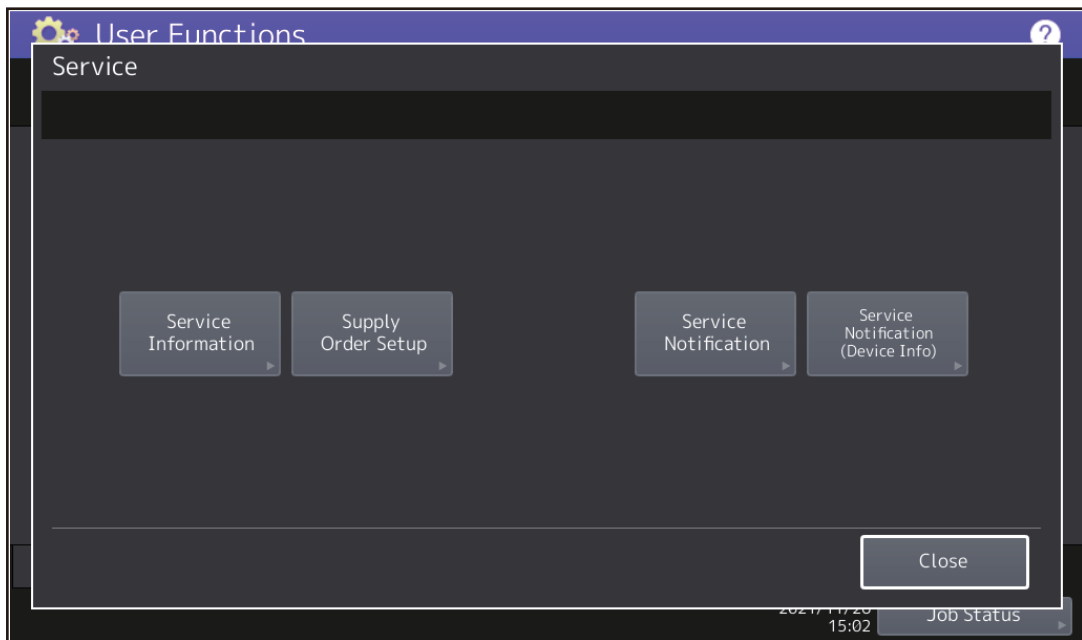 User Functions
?
Service
Service
Information
Supply
Order Setup
Service
Notification
Service
Notification
(Device Info)
Close
15:02
Job Status